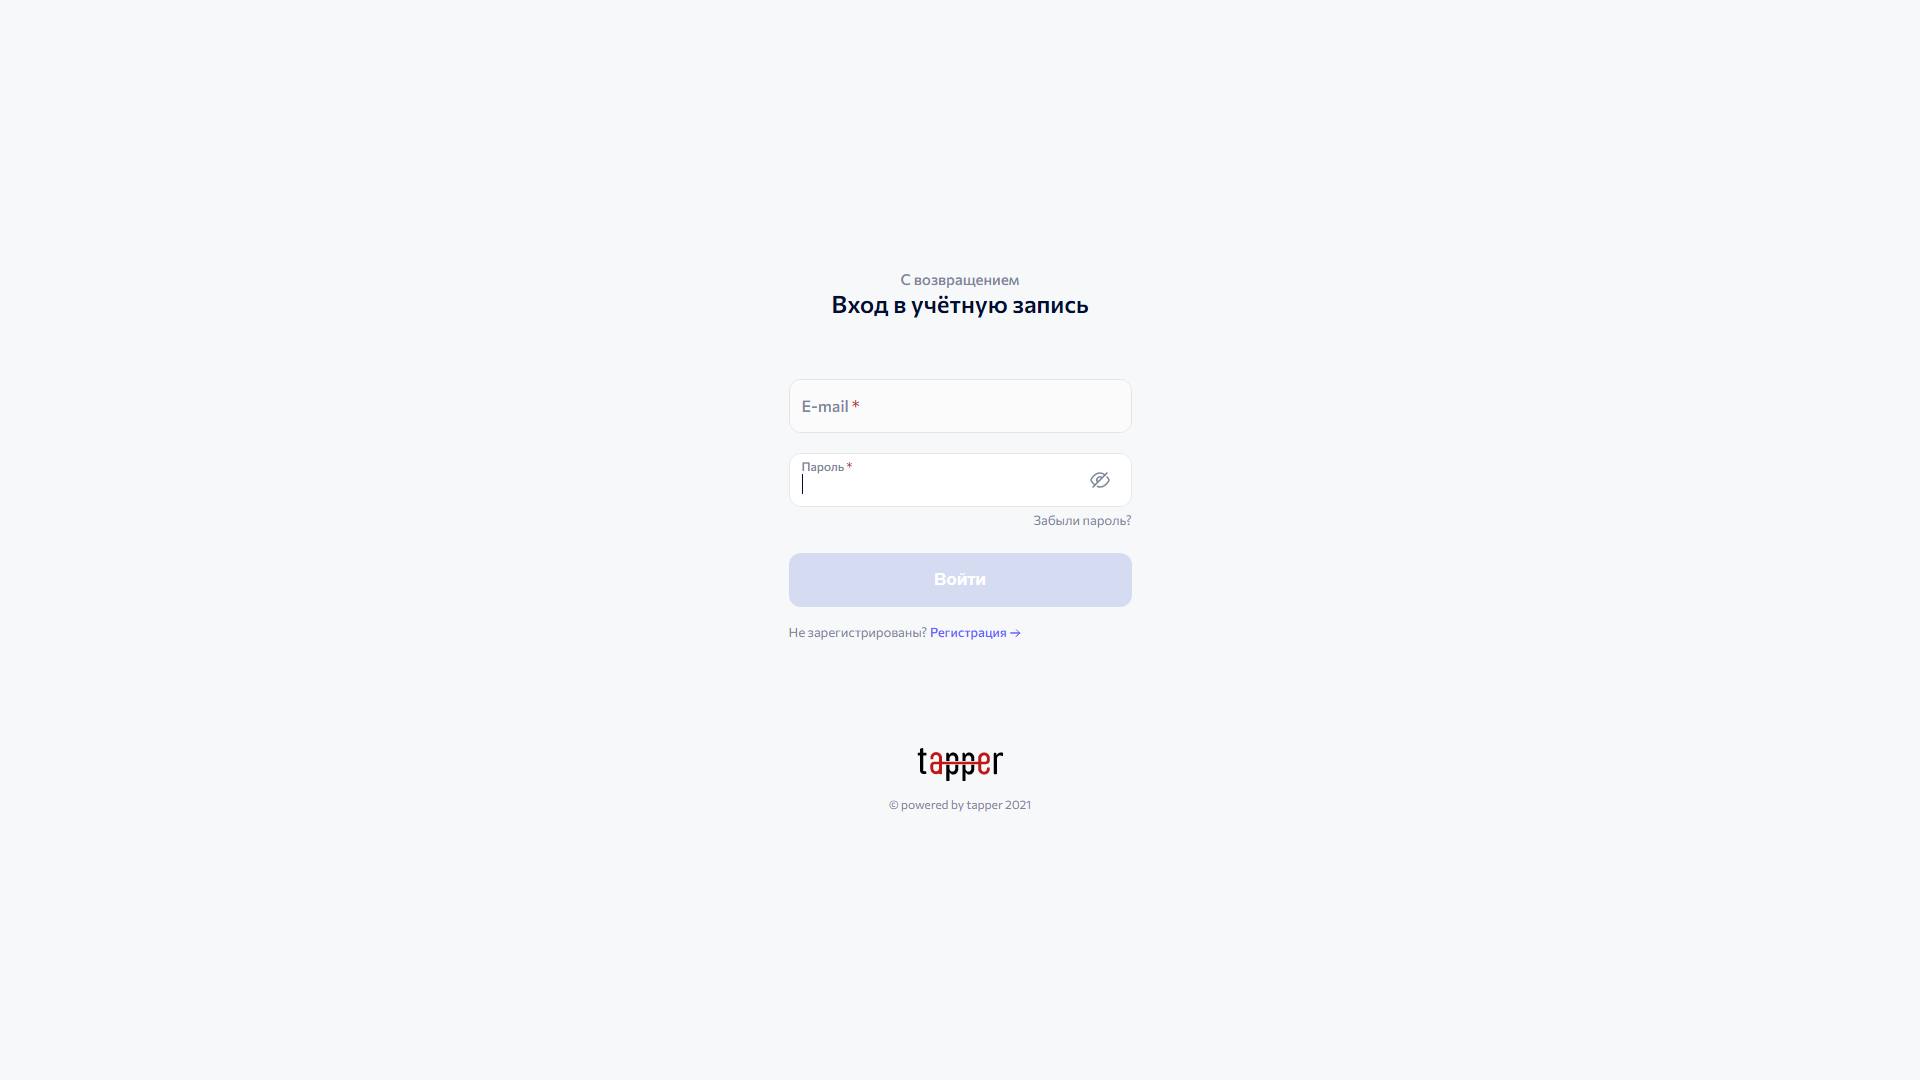 С возвращением
Вход в учётную запись
E-mail *
Пароль *
Забыли пароль?
Войти
Не зарегистрированы? Регистрация →
tapper
© powered by tapper 2021